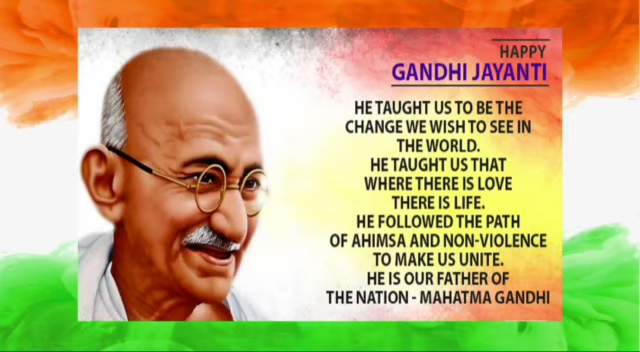 HAPPY
GANDHI JAYANTI
HE TAUGHT US TO BE THE
CHANGE WE WISH TO SEE IN
THE WORLD.
HE TAUGHT US THAT
WHERE THERE IS LOVE
THERE IS LIFE.
HE FOLLOWED THE PATH
OF AHIMSA AND NON-VIOLENCE
TO MAKE US UNITE.
HE IS OUR FATHER OF
THE NATION - MAHATMA GANDHI